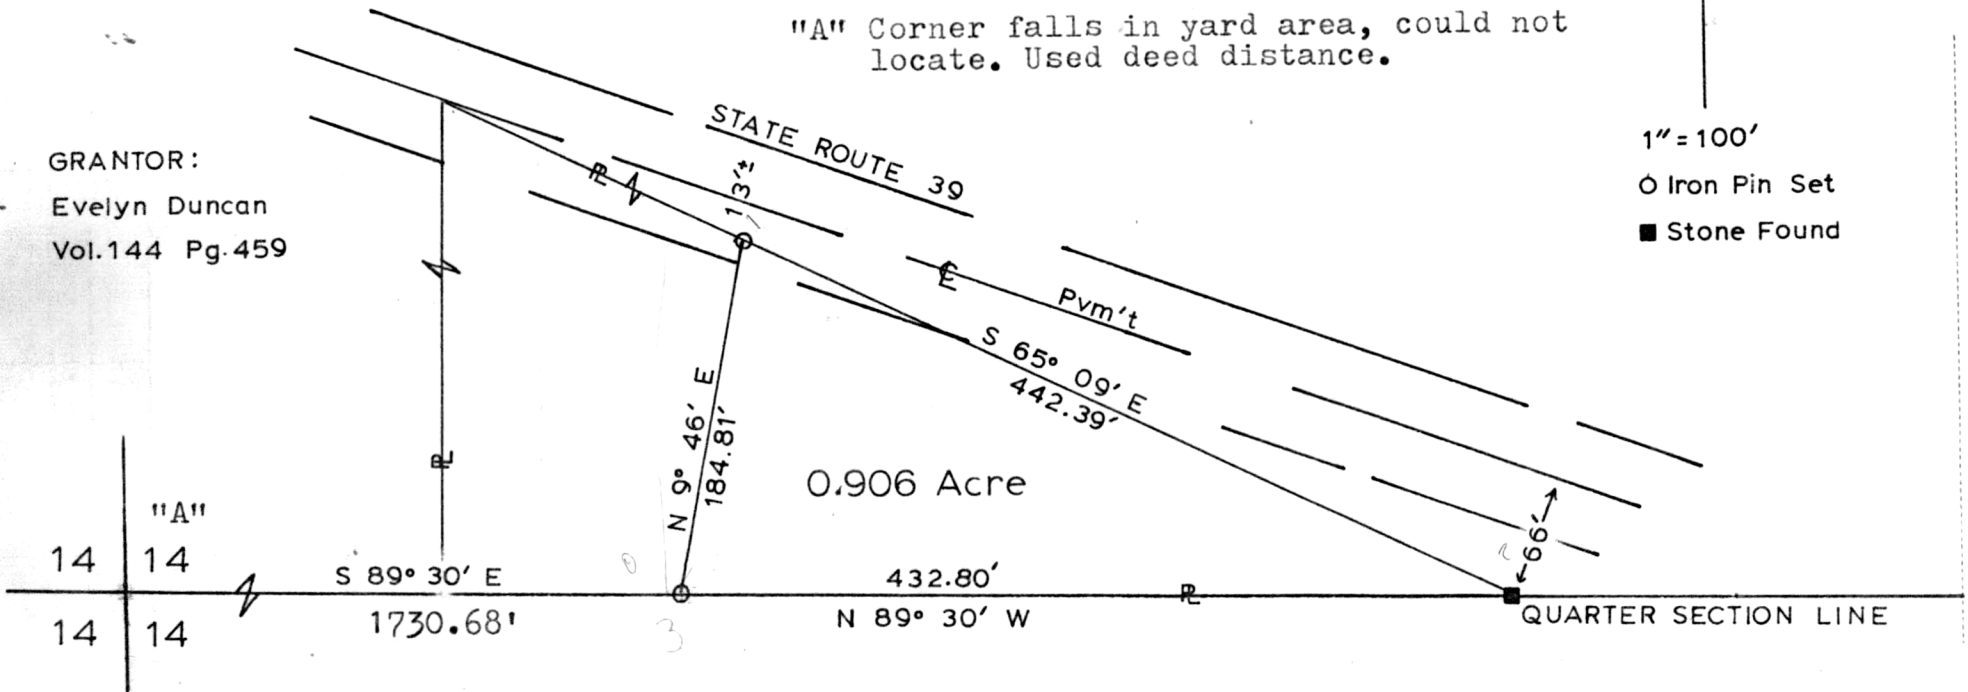 "A" Corner falls in yard area, could not
locate. Used deed distance.
GRANTOR:
Evelyn Duncan
Vol.144 Pg.459
STATE ROUTE 39
13'±
1"=100'
Iron Pin Set
Stone Found
℄
Pvm't
S 65° 09' E
442.39'
N 9° 46' E
184.81'
0.906 Acre
66'
"A"
14 14
14 14
S 89° 30' E
1730.68'
432.80'
N 89° 30' W
QUARTER SECTION LINE